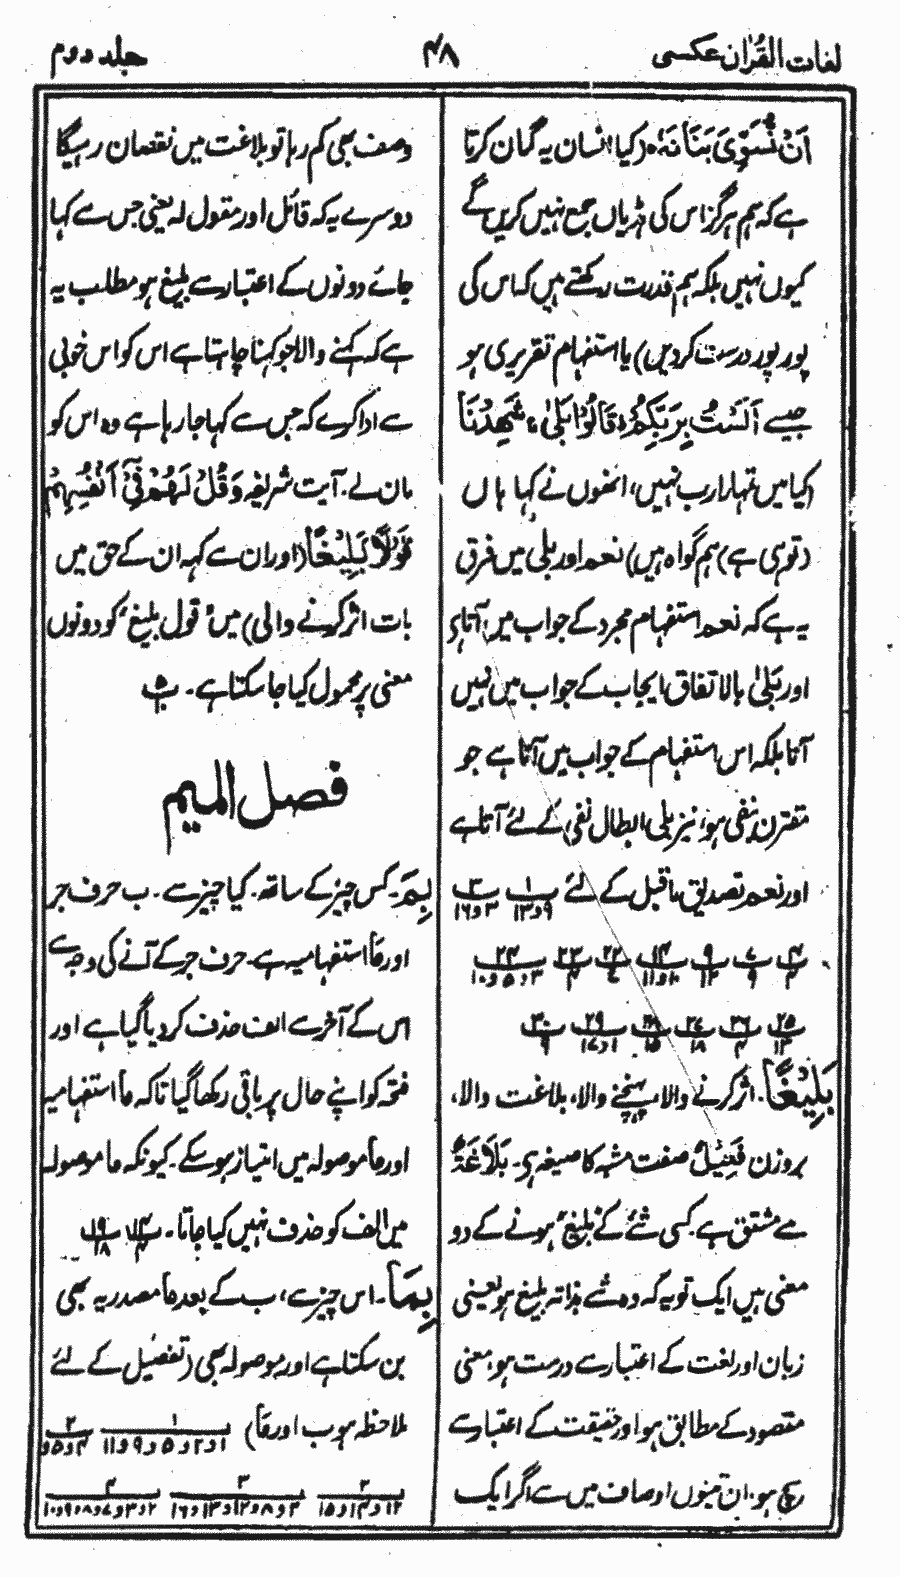 لغات القرآن عکسی
۴۸
جلد دوم
اَنْ نُّسَوِّیَ بَنَانَہٗ (کیا انسان یہ گمان کرتا
ہے کہ ہم ہرگز اس کی ہڈیاں جمع نہیں کریں گے
کیوں نہیں بلکہ ہم قدرت رکھتے ہیں کہ اس کی
پور پور درست کردیں) یا استفہام تقریری ہو
جیسے اَلَسْتُ بِرَبِّکُمْ، قَالُوْا بَلٰی، شَھِدْنَا
(کیا میں تمہارا رب نہیں، انھوں نے کہا ہاں
(تو ہی ہے) ہم گواہ ہیں) نعم اور بلی میں فرق
یہ ہے کہ نعم استفہام مجرد کے جواب میں آتا ہے
اور بَلٰی بالاتفاق ایجاب کے جواب میں نہیں
آتا بلکہ اس استفہام کے جواب میں آتا ہے جو
مقترن بنفی ہو، نیز بلی ابطال نفی کے لئے آتا ہے
اور نعم تصدیق ماقبل کے لئے ۱ ۹و۱۳ ۳ ۳و۱۶
بَلِیْغًا۔ اثر کرنے والا، پہنچنے والا، بلاغت والا،
بروزن فَعِیْلٌ صفت مشبہ کا صیغہ ہی۔ بَلَاغَۃٌ
سے مشتق ہے۔ کسی شئے کے بلیغ ہونے کے دو
معنی ہیں ایک تو یہ کہ وہ شے بذاتہ بلیغ ہو یعنی
زبان اور لغت کے اعتبار سے درست ہو، معنی
مقصود کے مطابق ہو اور حقیقت کے اعتبار سے
سچ ہو۔ ان تینوں اوصاف میں سے اگر ایک
وصف بھی کم رہا تو بلاغت میں نقصان رہیگا
دوسرے یہ کہ قائل اور مقول لہ یعنی جس سے کہا
جائے دونوں کے اعتبار سے بلیغ ہو مطلب یہ
ہے کہ کہنے والا جو کہنا چاہتا ہے اس کو اس خوبی
سے ادا کرے کہ جس سے کہا جا رہا ہے وہ اس کو
مان لے۔ آیت شریفہ وَقُلْ لَھُمْ فِیْ اَنْفُسِہِمْ
قَوْلًا بَلِیْغًا (اور ان سے کہہ ان کے حق میں
بات اثر کرنے والی) میں قول بلیغ کو دونوں
معنی پر محمول کیا جا سکتا ہے۔ ۵
فصل المیم
بِمَ۔ کس چیز کے ساتھ۔ کیا چیز سے۔ ب حرف جر
اور مَا استفہامیہ ہے۔ حرف جر کے آنے کی وجہ سے
اس کے آخر سے الف حذف کر دیا گیا ہے اور
فتحہ کو اپنے حال پر باقی رکھا گیا تاکہ ما استفہامیہ
اور ما موصولہ میں امتیاز ہو سکے۔ کیونکہ ما موصولہ
میں الف کو حذف نہیں کیا جاتا۔
بِمَا۔ اس چیز سے، ب کے بعد ما مصدریہ بھی
بن سکتا ہے اور موصولہ بھی (تفصیل کے لئے
ملاحظہ ہو ب اور مَا) ۱ ۱و۲و۵و۹و۱۱ ۲